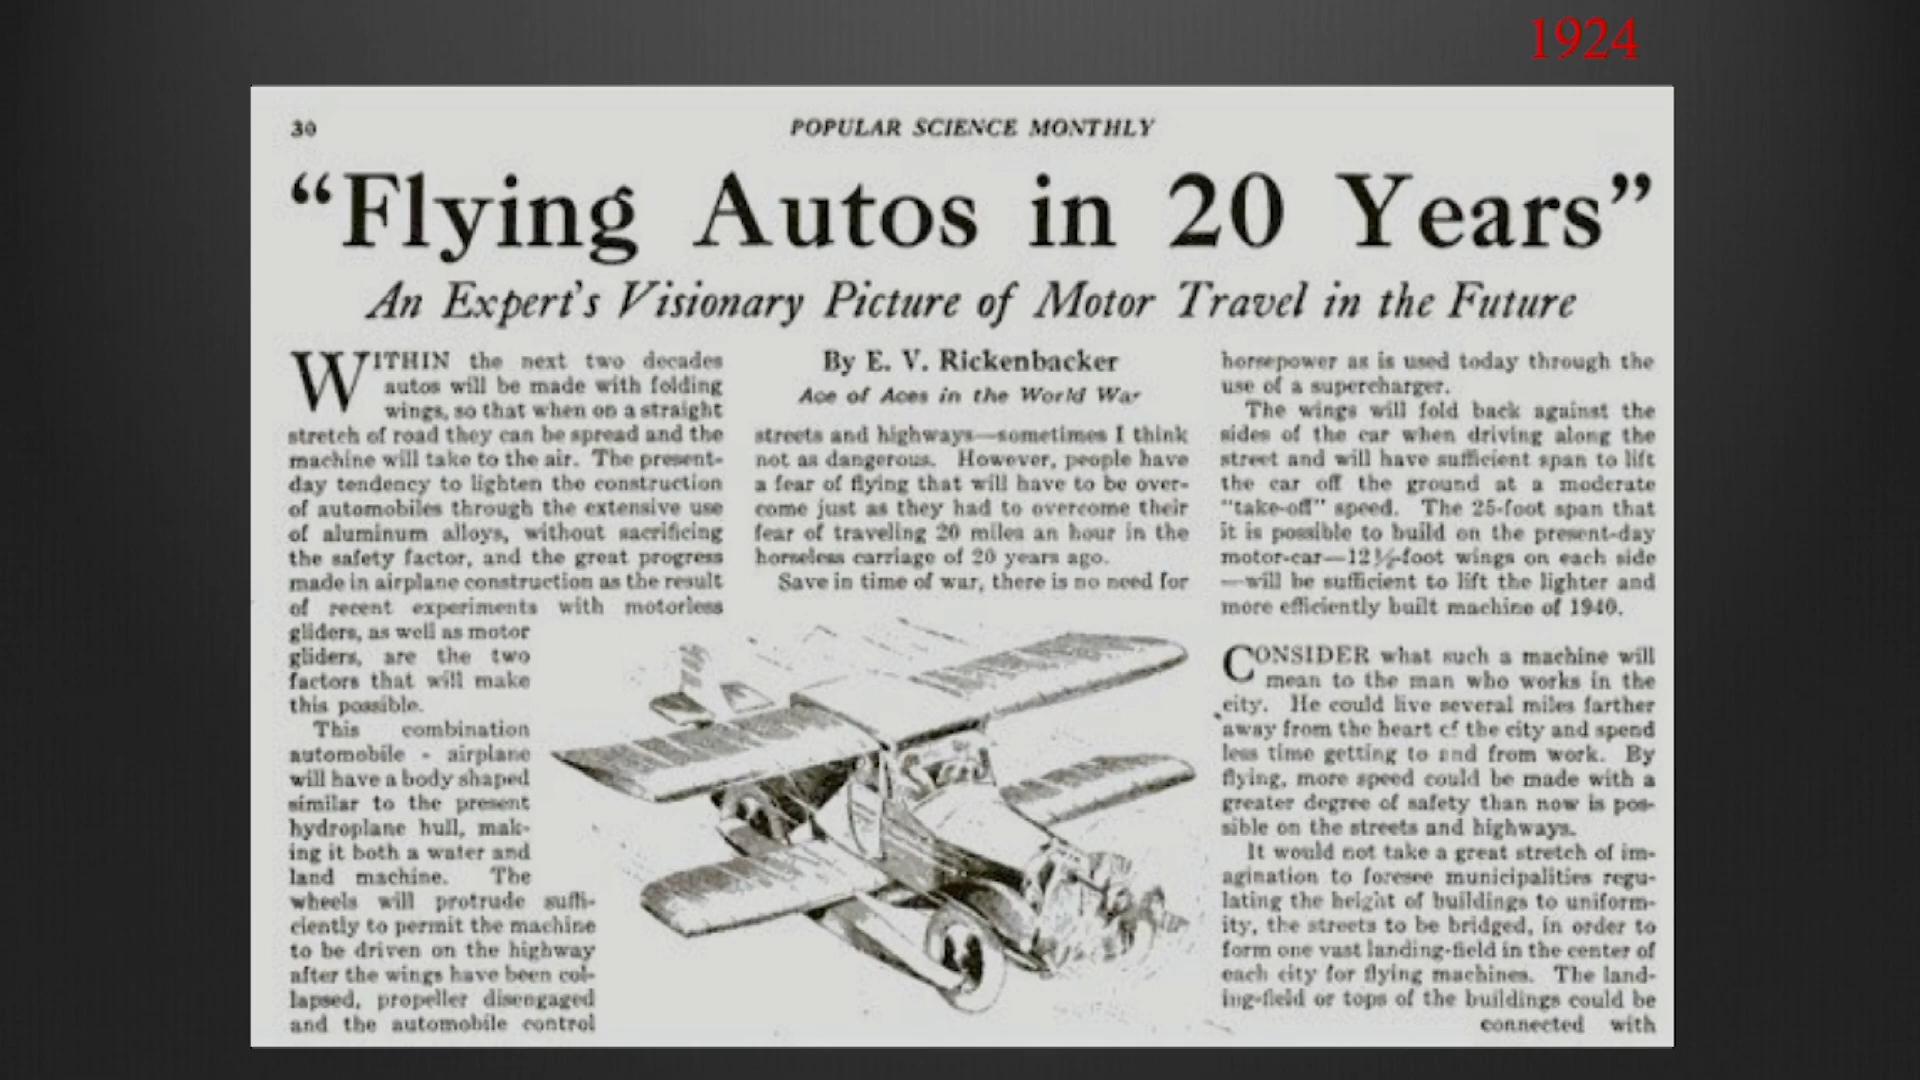 1924
30
POPULAR SCIENCE MONTHLY
“Flying Autos in 20 Years”
An Expert's Visionary Picture of Motor Travel in the Future
WITHIN the next two decades
autos will be made with folding
wings, so that when on a straight
stretch of road they can be spread and the
machine will take to the air. The present-
day tendency to lighten the construction
of automobiles through the extensive use
of aluminum alloys, without sacrificing
the safety factor, and the great progress
made in airplane construction as the result
of recent experiments with motorless
gliders, as well as motor
gliders, are the two
factors that will make
this possible.
This combination
automobile - airplane
will have a body shaped
similar to the present
hydroplane hull, mak-
ing it both a water and
land machine. The
wheels will protrude suffi-
ciently to permit the machine
to be driven on the highway
after the wings have been col-
lapsed, propeller disengaged
and the automobile control
By E. V. Rickenbacker
Ace of Aces in the World War
streets and highways—sometimes I think
not as dangerous. However, people have
a fear of flying that will have to be over-
come just as they had to overcome their
fear of traveling 20 miles an hour in the
horseless carriage of 20 years ago.
Save in time of war, there is no need for
horsepower as is used today through the
use of a supercharger.
The wings will fold back against the
sides of the car when driving along the
street and will have sufficient span to lift
the car off the ground at a moderate
“take-off” speed. The 25-foot span that
it is possible to build on the present-day
motor-car—12½-foot wings on each side
—will be sufficient to lift the lighter and
more efficiently built machine of 1940.
CONSIDER what such a machine will
mean to the man who works in the
city. He could live several miles farther
away from the heart of the city and spend
less time getting to and from work. By
flying, more speed could be made with a
greater degree of safety than now is pos-
sible on the streets and highways.
It would not take a great stretch of im-
agination to foresee municipalities regu-
lating the height of buildings to uniform-
ity, the streets to be bridged, in order to
form one vast landing-field in the center of
each city for flying machines. The land-
ing-field or tops of the buildings could be
connected with